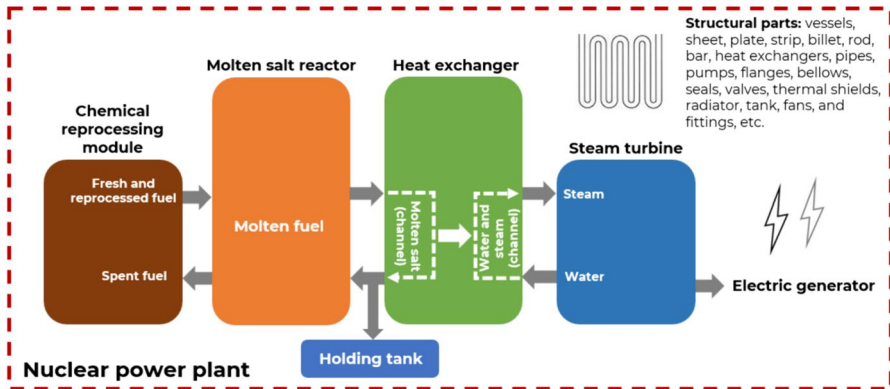 Structural parts: vessels,
sheet, plate, strip, billet, rod,
bar, heat exchangers, pipes,
pumps, flanges, bellows,
seals, valves, thermal shields,
radiator, tank, fans, and
fittings, etc.
Molten salt reactor
Heat exchanger
Chemical
reprocessing
module
Steam turbine
Fresh and
reprocessed fuel
Spent fuel
Molten fuel
Molten salt
(channel)
Water and
steam
(channel)
Steam
Water
Electric generator
Holding tank
Nuclear power plant